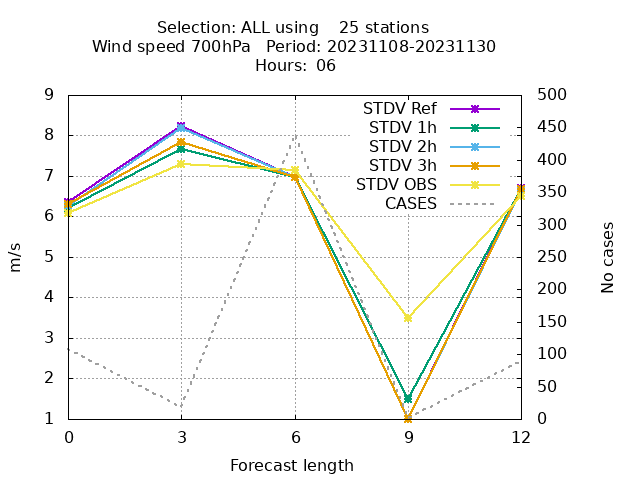 Selection: ALL using    25 stations
Wind speed 700hPa   Period: 20231108-20231130
Hours:  06
STDV Ref
STDV 1h
STDV 2h
STDV 3h
STDV OBS
CASES
9
8
7
6
5
4
3
2
1
m/s
500
450
400
350
300
250
200
150
100
50
0
No cases
0 3 6 9 12
Forecast length